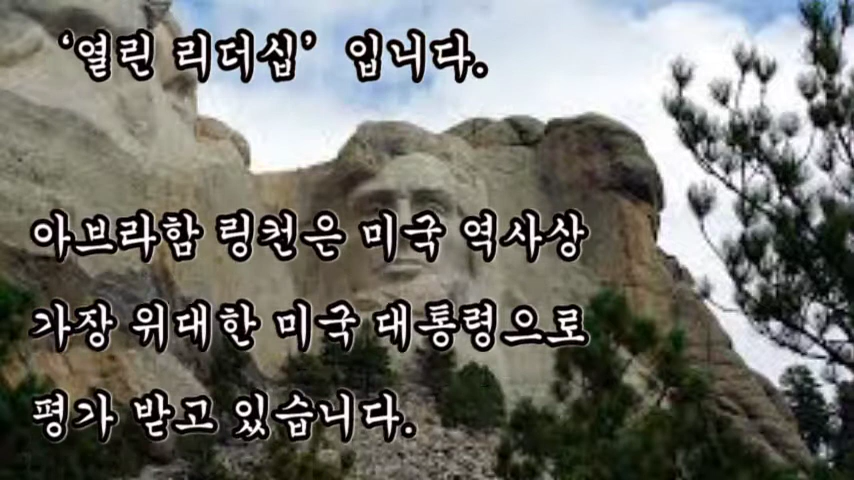 ‘열린 리더십’ 입니다.
아브라함 링컨은 미국 역사상
가장 위대한 미국 대통령으로
평가 받고 있습니다.